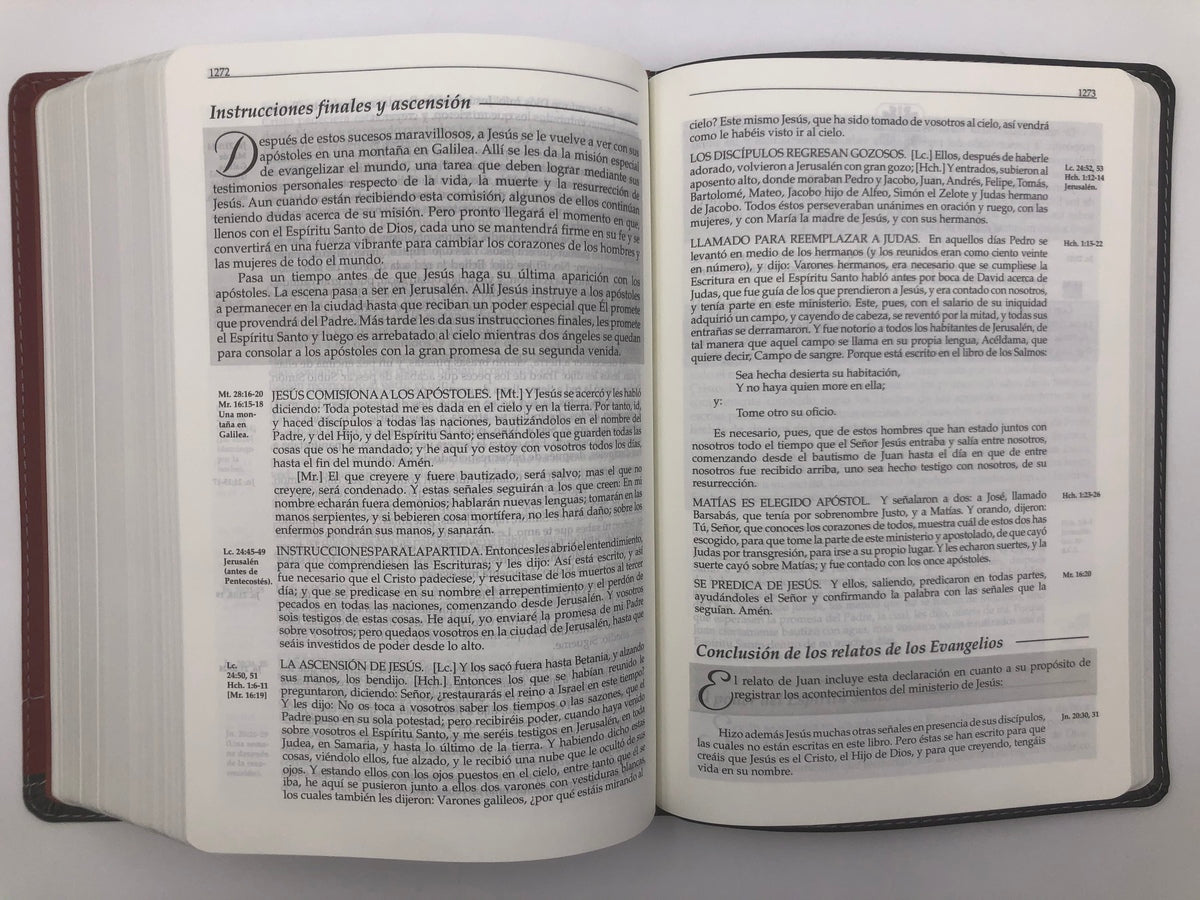 1272
Instrucciones finales y ascensión
Después de estos sucesos maravillosos, a Jesús se le vuelve a ver con sus
apóstoles en una montaña en Galilea. Allí se les da la misión especial
de evangelizar el mundo, una tarea que deben lograr mediante sus
testimonios personales respecto de la vida, la muerte y la resurrección de
Jesús. Aun cuando están recibiendo esta comisión, algunos de ellos continúan
teniendo dudas acerca de su misión. Pero pronto llegará el momento en que,
llenos con el Espíritu Santo de Dios, cada uno se mantendrá firme en su fe y se
convertirá en una fuerza vibrante para cambiar los corazones de los hombres y
las mujeres de todo el mundo.
Pasa un tiempo antes de que Jesús haga su última aparición con los
apóstoles. La escena pasa a ser en Jerusalén. Allí Jesús instruye a los apóstoles
a permanecer en la ciudad hasta que reciban un poder especial que Él promete
que provendrá del Padre. Más tarde les da sus instrucciones finales, les promete
el Espíritu Santo y luego es arrebatado al cielo mientras dos ángeles se quedan
para consolar a los apóstoles con la gran promesa de su segunda venida.
Mt. 28:16-20
Mr. 16:15-18
Una mon-
taña en
Galilea.
JESÚS COMISIONA A LOS APÓSTOLES. [Mt.] Y Jesús se acercó y les habló
diciendo: Toda potestad me es dada en el cielo y en la tierra. Por tanto, id,
y haced discípulos a todas las naciones, bautizándolos en el nombre del
Padre, y del Hijo, y del Espíritu Santo; enseñándoles que guarden todas las
cosas que os he mandado; y he aquí yo estoy con vosotros todos los días,
hasta el fin del mundo. Amén.
[Mr.] El que creyere y fuere bautizado, será salvo; mas el que no
creyere, será condenado. Y estas señales seguirán a los que creen: En mi
nombre echarán fuera demonios; hablarán nuevas lenguas; tomarán en las
manos serpientes, y si bebieren cosa mortífera, no les hará daño; sobre los
enfermos pondrán sus manos, y sanarán.
Lc. 24:45-49
Jerusalén
(antes de
Pentecostés).
INSTRUCCIONES PARA LA PARTIDA. Entonces les abrió el entendimiento,
para que comprendiesen las Escrituras; y les dijo: Así está escrito, y así
fue necesario que el Cristo padeciese, y resucitase de los muertos al tercer
día; y que se predicase en su nombre el arrepentimiento y el perdón de
pecados en todas las naciones, comenzando desde Jerusalén. Y vosotros
sois testigos de estas cosas. He aquí, yo enviaré la promesa de mi Padre
sobre vosotros; pero quedaos vosotros en la ciudad de Jerusalén, hasta que
seáis investidos de poder desde lo alto.
Lc.
24:50, 51
Hch. 1:6-11
[Mr. 16:19]
LA ASCENSIÓN DE JESÚS. [Lc.] Y los sacó fuera hasta Betania, y alzando
sus manos, los bendijo. [Hch.] Entonces los que se habían reunido le
preguntaron, diciendo: Señor, ¿restaurarás el reino a Israel en este tiempo?
Y les dijo: No os toca a vosotros saber los tiempos o las sazones, que el
Padre puso en su sola potestad; pero recibiréis poder, cuando haya venido
sobre vosotros el Espíritu Santo, y me seréis testigos en Jerusalén, en toda
Judea, en Samaria, y hasta lo último de la tierra. Y habiendo dicho estas
cosas, viéndolo ellos, fue alzado, y le recibió una nube que le ocultó de sus
ojos. Y estando ellos con los ojos puestos en el cielo, entre tanto que él se
iba, he aquí se pusieron junto a ellos dos varones con vestiduras blancas,
los cuales también les dijeron: Varones galileos, ¿por qué estáis mirando al
1273
cielo? Este mismo Jesús, que ha sido tomado de vosotros al cielo, así vendrá
como le habéis visto ir al cielo.
LOS DISCÍPULOS REGRESAN GOZOSOS. [Lc.] Ellos, después de haberle
adorado, volvieron a Jerusalén con gran gozo; [Hch.] Y entrados, subieron al
aposento alto, donde moraban Pedro y Jacobo, Juan, Andrés, Felipe, Tomás,
Bartolomé, Mateo, Jacobo hijo de Alfeo, Simón el Zelote y Judas hermano
de Jacobo. Todos éstos perseveraban unánimes en oración y ruego, con las
mujeres, y con María la madre de Jesús, y con sus hermanos.
Lc. 24:52, 53
Hch. 1:12-14
Jerusalén.
LLAMADO PARA REEMPLAZAR A JUDAS. En aquellos días Pedro se
levantó en medio de los hermanos (y los reunidos eran como ciento veinte
en número), y dijo: Varones hermanos, era necesario que se cumpliese la
Escritura en que el Espíritu Santo habló antes por boca de David acerca de
Judas, que fue guía de los que prendieron a Jesús, y era contado con nosotros,
y tenía parte en este ministerio. Este, pues, con el salario de su iniquidad
adquirió un campo, y cayendo de cabeza, se reventó por la mitad, y todas sus
entrañas se derramaron. Y fue notorio a todos los habitantes de Jerusalén, de
tal manera que aquel campo se llama en su propia lengua, Acéldama, que
quiere decir, Campo de sangre. Porque está escrito en el libro de los Salmos:
Hch. 1:15-22
Sea hecha desierta su habitación,
Y no haya quien more en ella;
y:
Tome otro su oficio.
Es necesario, pues, que de estos hombres que han estado juntos con
nosotros todo el tiempo que el Señor Jesús entraba y salía entre nosotros,
comenzando desde el bautismo de Juan hasta el día en que de entre
nosotros fue recibido arriba, uno sea hecho testigo con nosotros, de su
resurrección.
MATÍAS ES ELEGIDO APÓSTOL. Y señalaron a dos: a José, llamado
Barsabás, que tenía por sobrenombre Justo, y a Matías. Y orando, dijeron:
Tú, Señor, que conoces los corazones de todos, muestra cuál de estos dos has
escogido, para que tome la parte de este ministerio y apostolado, de que cayó
Judas por transgresión, para irse a su propio lugar. Y les echaron suertes, y la
suerte cayó sobre Matías; y fue contado con los once apóstoles.
Hch. 1:23-26
SE PREDICA DE JESÚS. Y ellos, saliendo, predicaron en todas partes,
ayudándoles el Señor y confirmando la palabra con las señales que la
seguían. Amén.
Mr. 16:20
Conclusión de los relatos de los Evangelios
El relato de Juan incluye esta declaración en cuanto a su propósito de
registrar los acontecimientos del ministerio de Jesús:
Hizo además Jesús muchas otras señales en presencia de sus discípulos,
las cuales no están escritas en este libro. Pero éstas se han escrito para que
creáis que Jesús es el Cristo, el Hijo de Dios, y para que creyendo, tengáis
vida en su nombre.
Jn. 20:30, 31